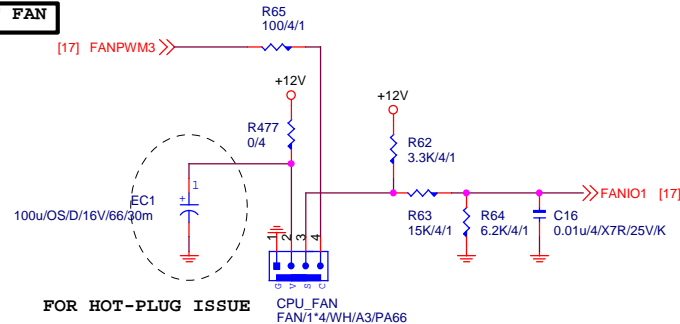 FAN
R65
100/4/1
[17] FANPWM3
+12V
+12V
R477
0/4
R62
3.3K/4/1
EC1
100u/OS/D/16V/66/30m
+
1
FANIO1 [17]
R63
15K/4/1
R64
6.2K/4/1
C16
0.01u/4/X7R/25V/K
1 2 3 4
G V S C
FOR HOT-PLUG ISSUE
CPU_FAN
FAN/1*4/WH/A3/PA66